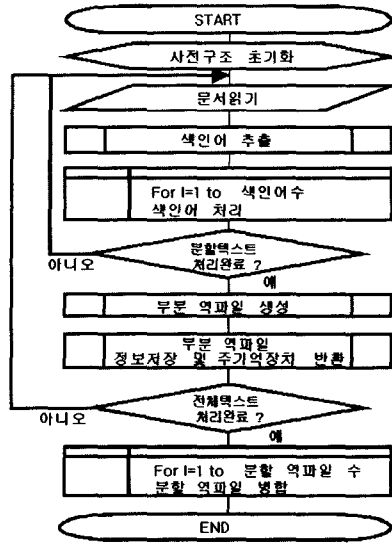 START
사전구조 초기화
문서읽기
색인어 추출
For I=1 to 색인어수
색인어 처리
분할텍스트
처리완료 ?
아니오
예
부분 역파일 생성
부분 역파일
정보저장 및 주기억장치 반환
전체텍스트
처리완료 ?
아니오
예
For I=1 to 분할 역파일 수
분할 역파일 병합
END